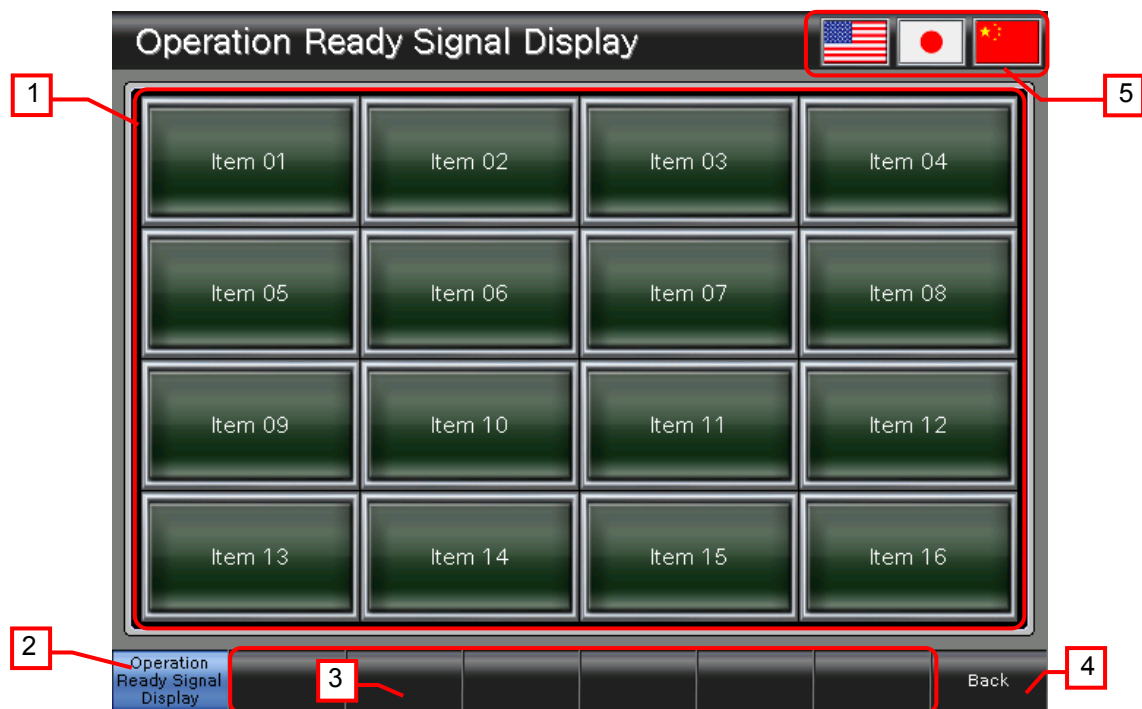 Operation Ready Signal Display
1
5
Item 01
Item 02
Item 03
Item 04
Item 05
Item 06
Item 07
Item 08
Item 09
Item 10
Item 11
Item 12
Item 13
Item 14
Item 15
Item 16
2
Operation
Ready Signal
Display
3
Back
4